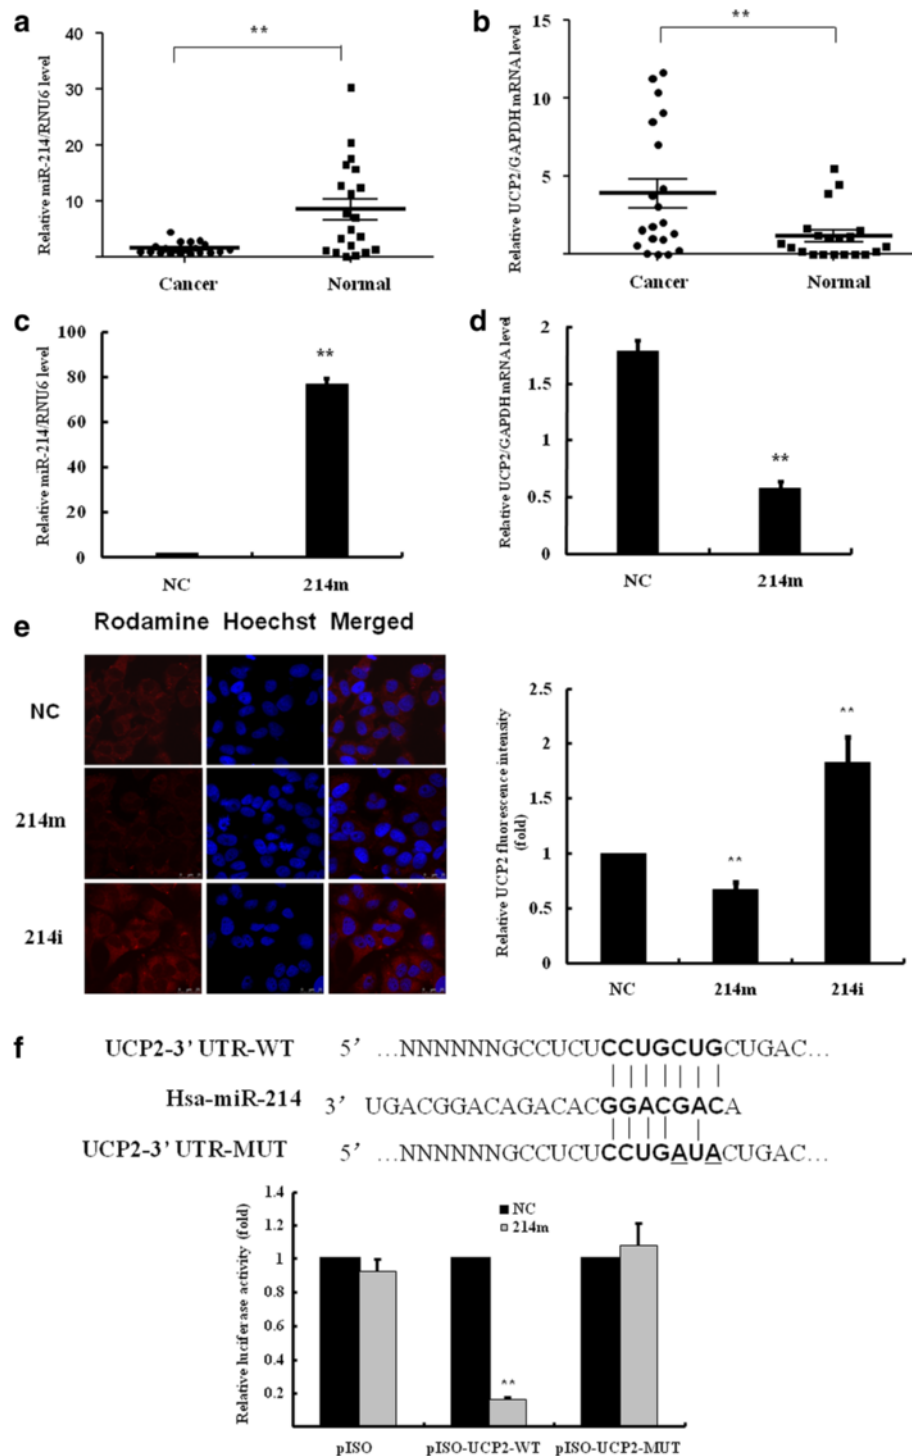 a
Relative miR-214/RNU6 level
40
30
20
10
**
Cancer
Normal
b
Relative UCP2/GAPDH mRNA level
15
10
5
0
**
Cancer
Normal
c
Relative miR-214/RNU6 level
100
80
60
40
20
0
**
NC
214m
d
Relative UCP2/GAPDH mRNA level
2
1.5
1
0.5
0
**
NC
214m
e
Rodamine Hoechst Merged
NC
214m
214i
Relative UCP2 fluorescence intensity
(fold)
2.5
2
1.5
1
0.5
0
^^
^^
NC
214m
214i
f
UCP2-3' UTR-WT 5' ...NNNNNNGCCUCUCCUGCUGCUGAC...
Hsa-miR-214 3' UGACGGACAGACACGGACGACA
UCP2-3' UTR-MUT 5' ...NNNNNNGCCUCUCCUGAUACUGAC...
Relative luciferase activity (fold)
1.4
1.2
1
0.8
0.6
0.4
0.2
NC
214m
^^
pISO
pISO-UCP2-WT
pISO-UCP2-MUT